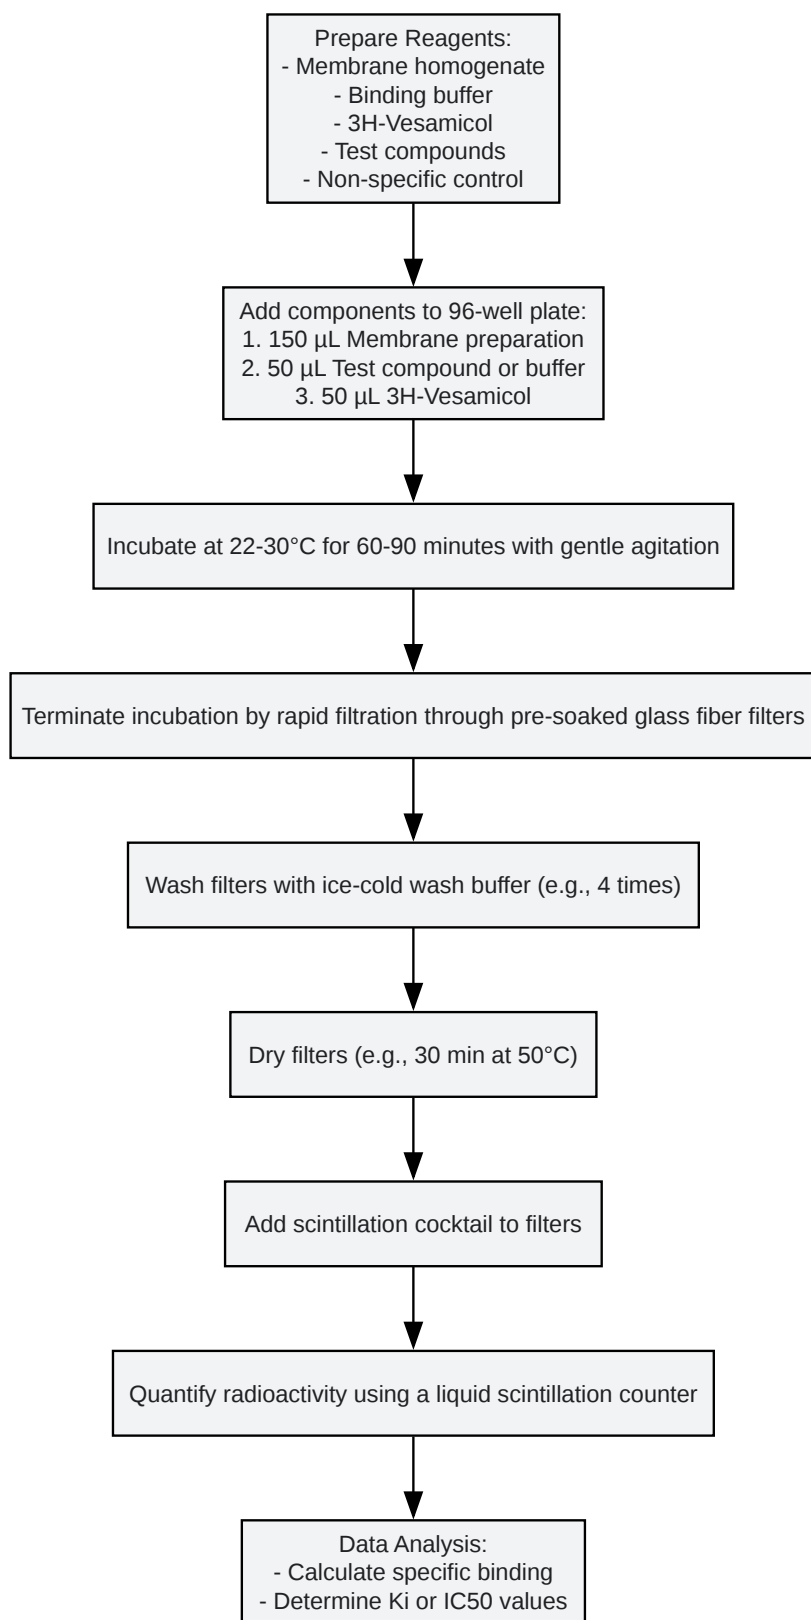 Prepare Reagents:
- Membrane homogenate
- Binding buffer
- 3H-Vesamicol
- Test compounds
- Non-specific control
Add components to 96-well plate:
1. 150 µL Membrane preparation
2. 50 µL Test compound or buffer
3. 50 µL 3H-Vesamicol
Incubate at 22-30°C for 60-90 minutes with gentle agitation
Terminate incubation by rapid filtration through pre-soaked glass fiber filters
Wash filters with ice-cold wash buffer (e.g., 4 times)
Dry filters (e.g., 30 min at 50°C)
Add scintillation cocktail to filters
Quantify radioactivity using a liquid scintillation counter
Data Analysis:
- Calculate specific binding
- Determine Ki or IC50 values